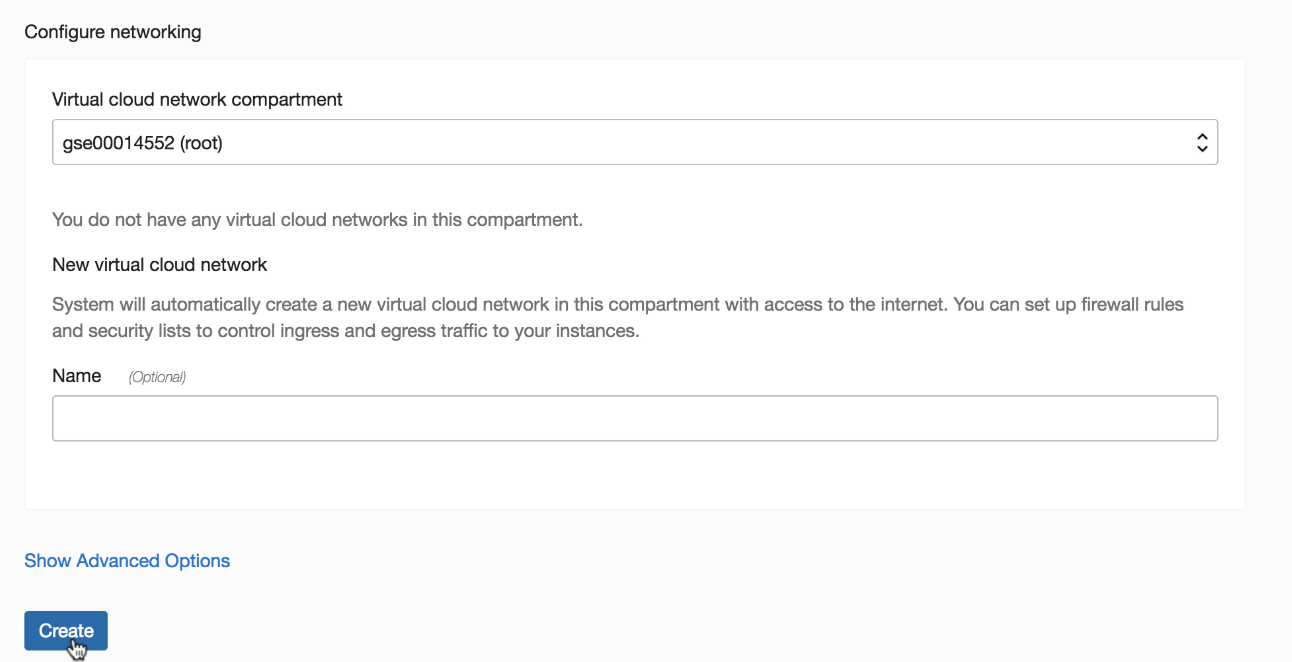 Configure networking
Virtual cloud network compartment
gse00014552 (root)
You do not have any virtual cloud networks in this compartment.
New virtual cloud network
System will automatically create a new virtual cloud network in this compartment with access to the internet. You can set up firewall rules
and security lists to control ingress and egress traffic to your instances.
Name (Optional)
Show Advanced Options
Create